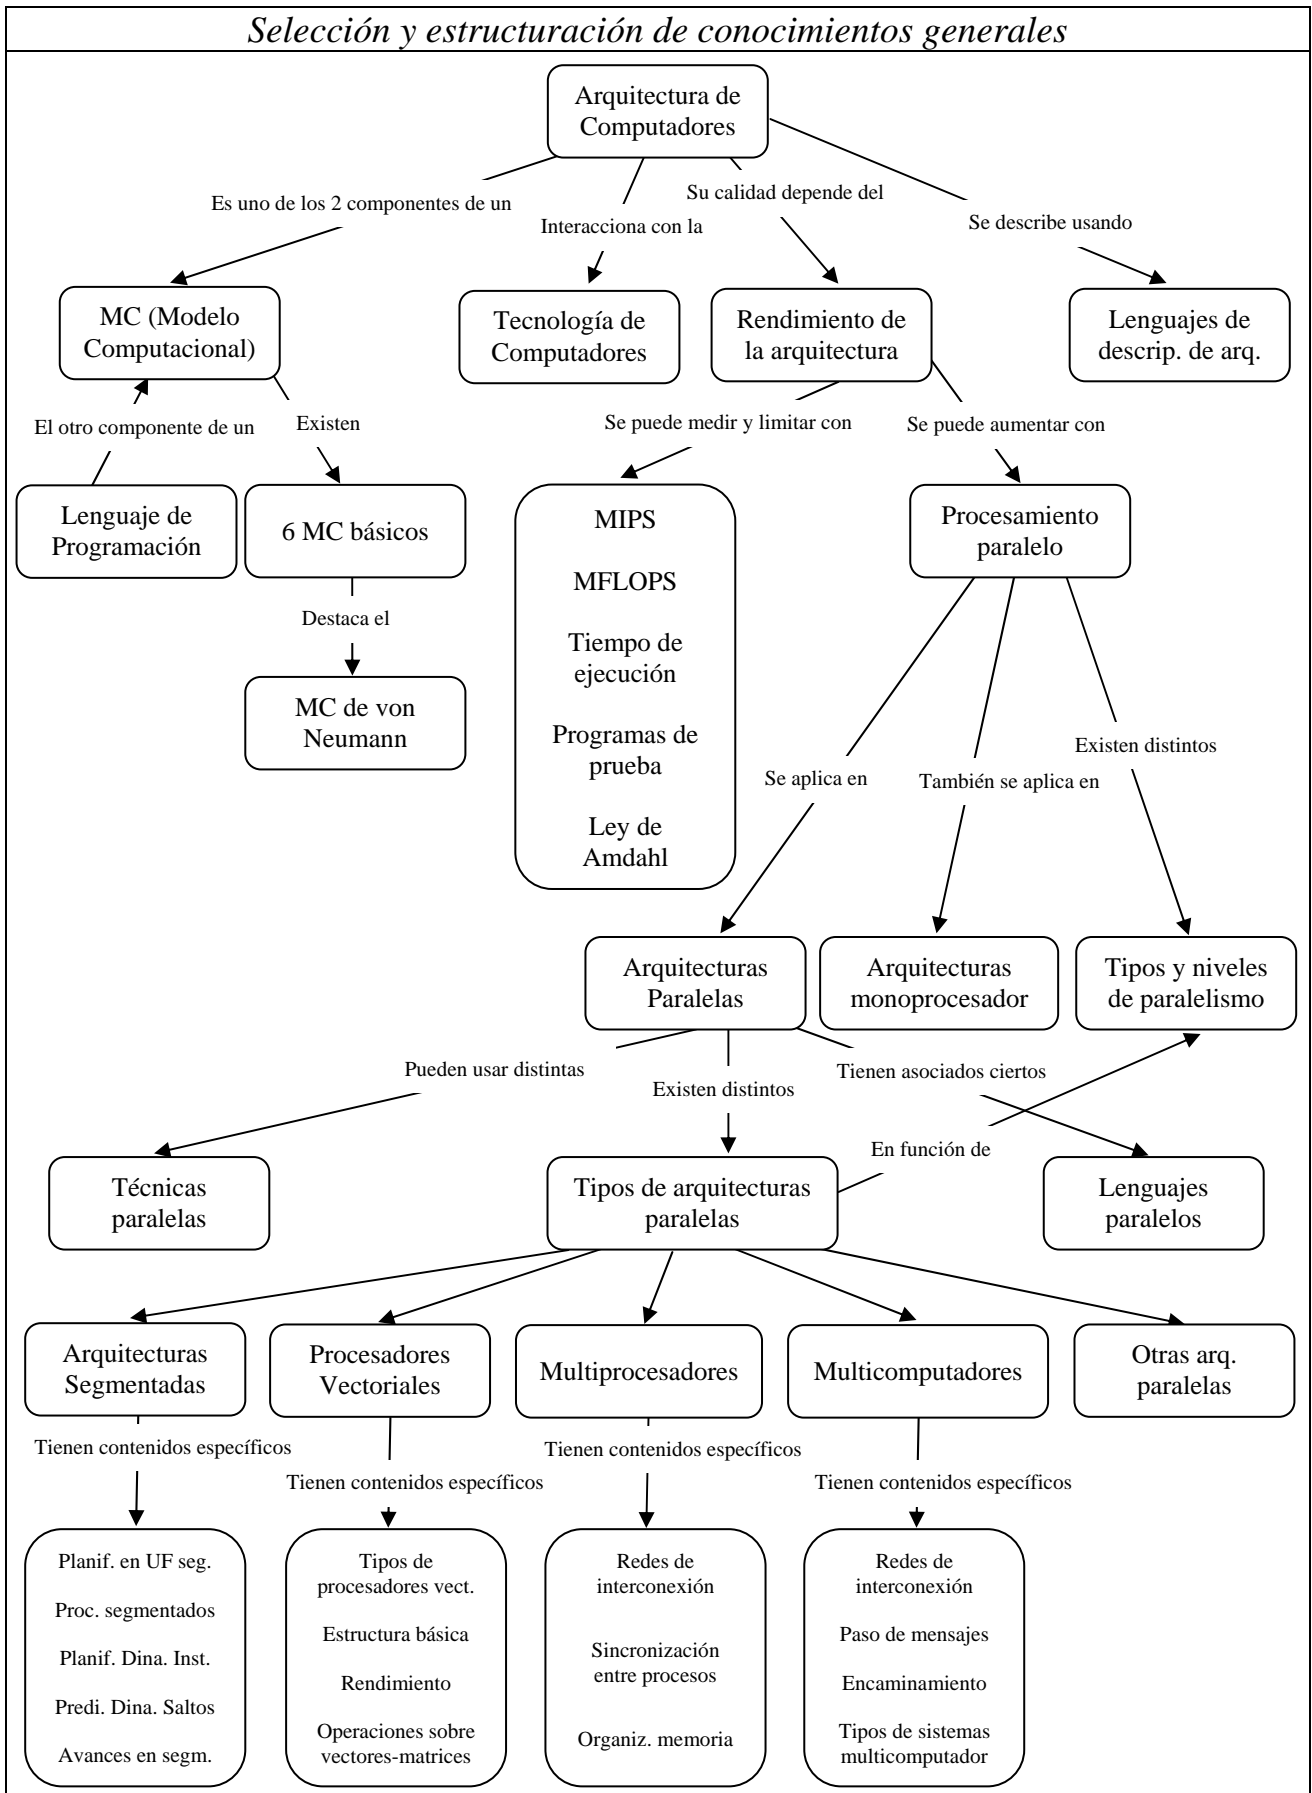 Selección y estructuración de conocimientos generales
Arquitectura de
Computadores
Es uno de los 2 componentes de un
Interacciona con la
Su calidad depende del
Se describe usando
MC (Modelo
Computacional)
Tecnología de
Computadores
Rendimiento de
la arquitectura
Lenguajes de
descrip. de arq.
El otro componente de un
Existen
Se puede medir y limitar con
Se puede aumentar con
Lenguaje de
Programación
6 MC básicos
Destaca el
MC de von
Neumann
MIPS
MFLOPS
Tiempo de
ejecución
Programas de
prueba
Ley de
Amdahl
Procesamiento
paralelo
Se aplica en
También se aplica en
Existen distintos
Arquitecturas
Paralelas
Arquitecturas
monoprocesador
Tipos y niveles
de paralelismo
Pueden usar distintas
Existen distintos
Tienen asociados ciertos
En función de
Técnicas
paralelas
Tipos de arquitecturas
paralelas
Lenguajes
paralelos
Arquitecturas
Segmentadas
Procesadores
Vectoriales
Multiprocesadores
Multicomputadores
Otras arq.
paralelas
Tienen contenidos específicos
Tienen contenidos específicos
Tienen contenidos específicos
Tienen contenidos específicos
Planif. en UF seg.
Proc. segmentados
Planif. Dina. Inst.
Predi. Dina. Saltos
Avances en segm.
Tipos de
procesadores vect.
Estructura básica
Rendimiento
Operaciones sobre
vectores-matrices
Redes de
interconexión
Sincronización
entre procesos
Organiz. memoria
Redes de
interconexión
Paso de mensajes
Encaminamiento
Tipos de sistemas
multicomputador